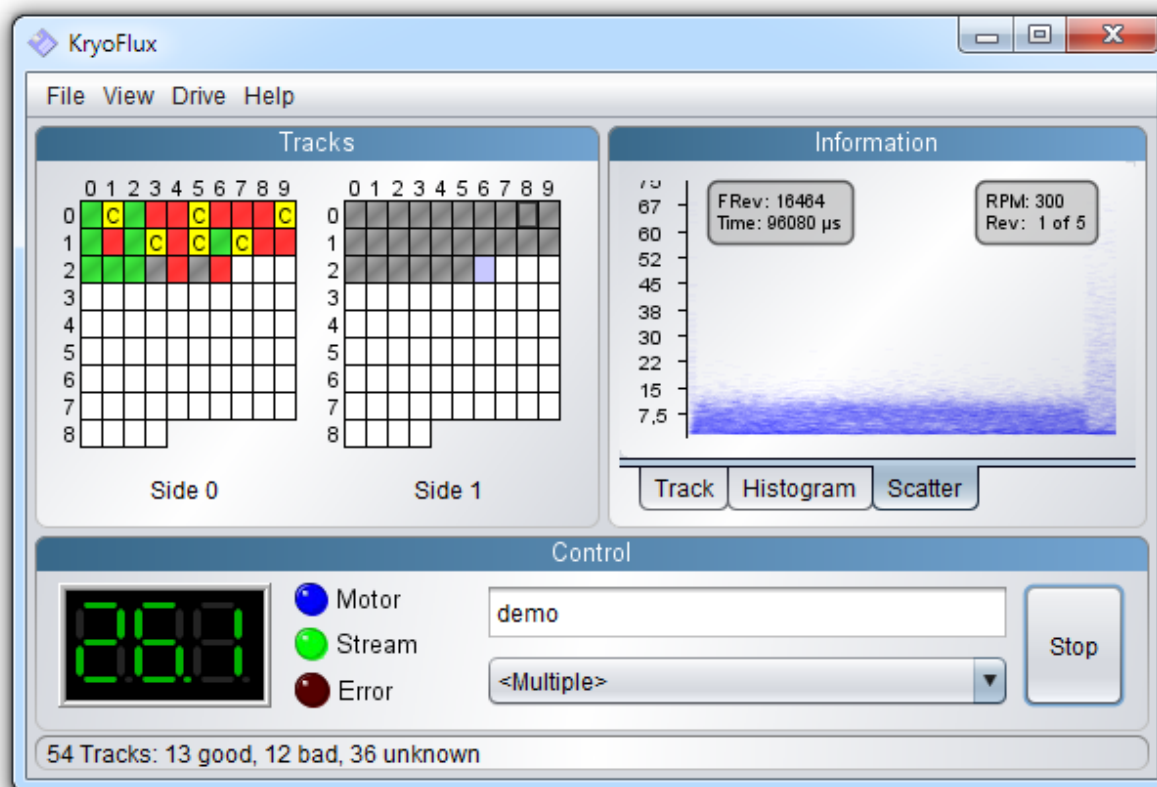 KryoFlux
File View Drive Help
Tracks
0 1 2 3 4 5 6 7 8 9
0 C C C
1 C C C
2
3
4
5
6
7
8
Side 0
0 1 2 3 4 5 6 7 8 9
0
1
2
3
4
5
6
7
8
Side 1
Information
75
67
60
52
45
38
30
22
15
7,5
FRev: 16464
Time: 96080 µs
RPM: 300
Rev: 1 of 5
Track Histogram Scatter
Control
26.1
Motor
Stream
Error
demo
<Multiple>
Stop
54 Tracks: 13 good, 12 bad, 36 unknown